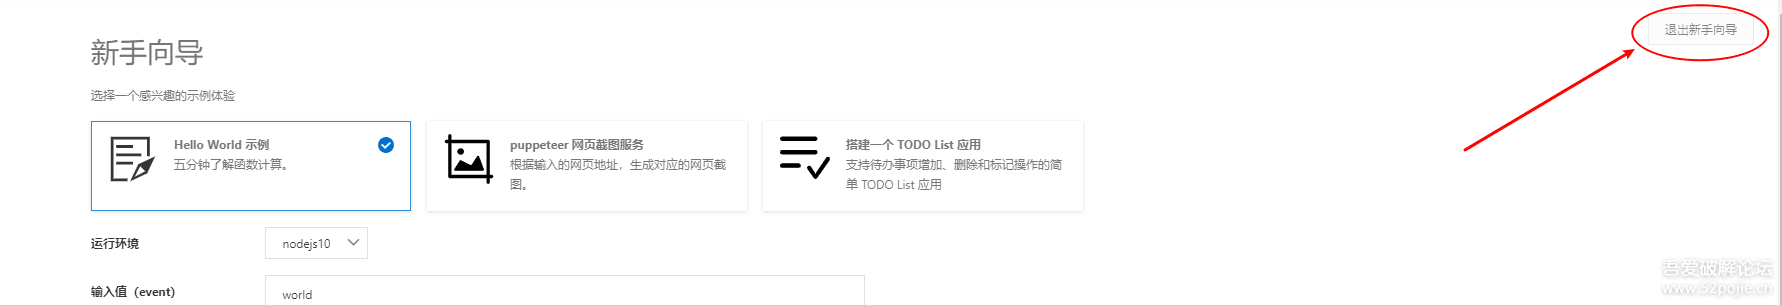 退出新手向导
新手向导
选择一个感兴趣的示例体验
Hello World 示例
五分钟了解函数计算。
puppeteer 网页截图服务
根据输入的网页地址，生成对应的网页截
图。
搭建一个 TODO List 应用
支持待办事项增加、删除和标记操作的简
单 TODO List 应用
运行环境
nodejs10
输入值（event)
world
吾爱破解论坛
www.52pojie.cn